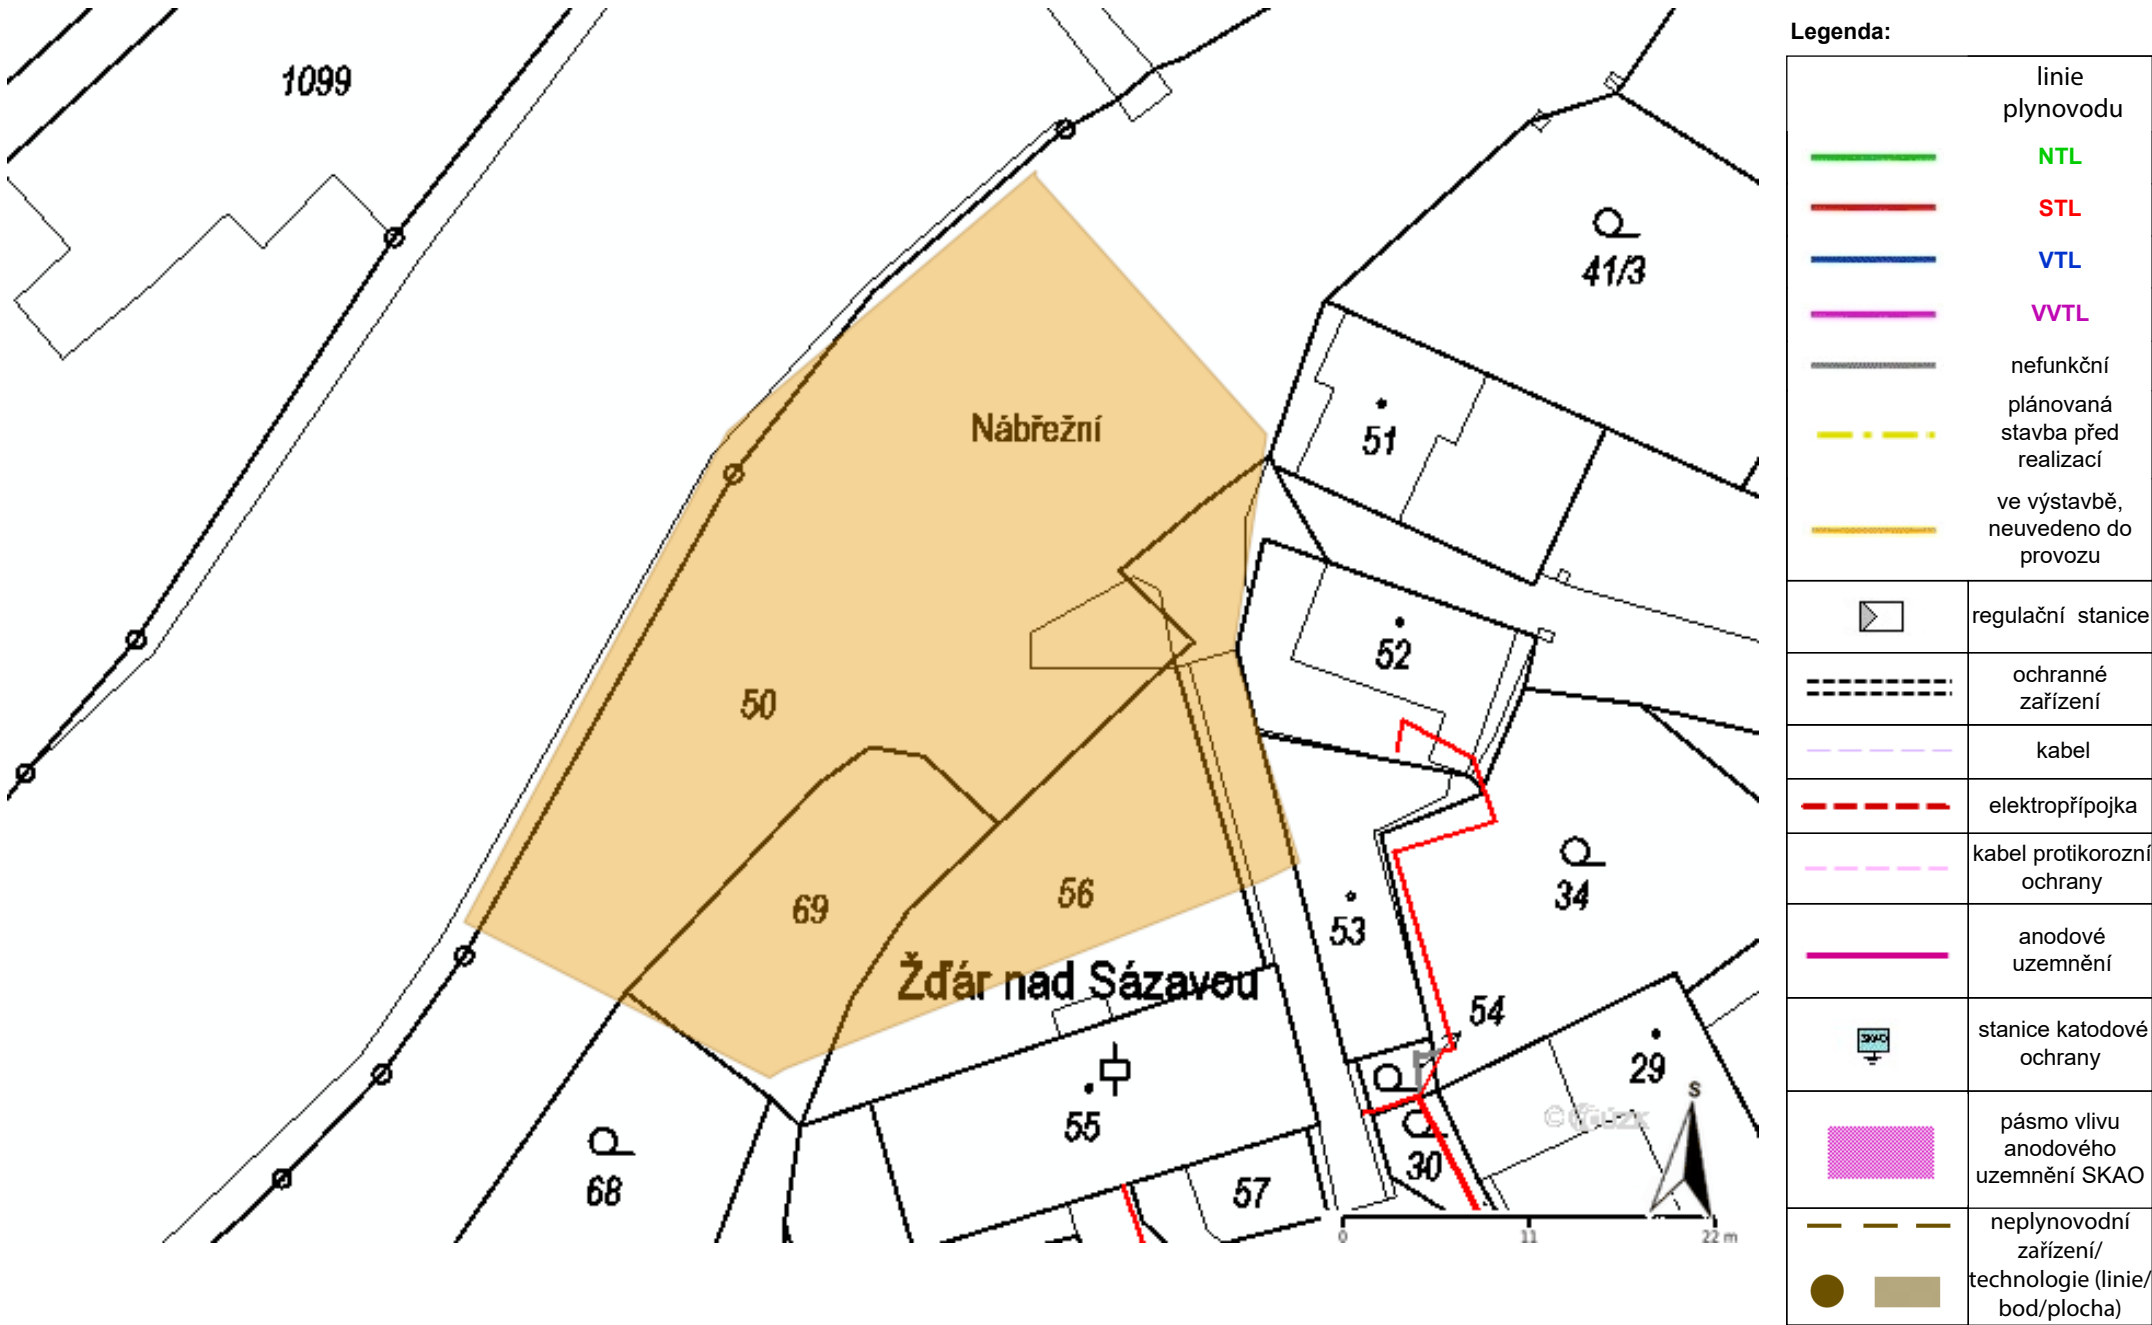 1099
41/3
Nábřežní
51
52
50
69
56
53
34
Žďár nad Sázavou
54
29
55
68
57
30
S
0 11 22 m
Legenda:
linie
plynovodu
NTL
STL
VTL
VVTL
nefunkční
plánovaná
stavba před
realizací
ve výstavbě,
neuvedeno do
provozu
regulační stanice
ochranné
zařízení
kabel
elektropřípojka
kabel protikorozní
ochrany
anodové
uzemnění
SKAO
stanice katodové
ochrany
pásmo vlivu
anodového
uzemnění SKAO
neplynovodní
zařízení/
technologie (linie/
bod/plocha)